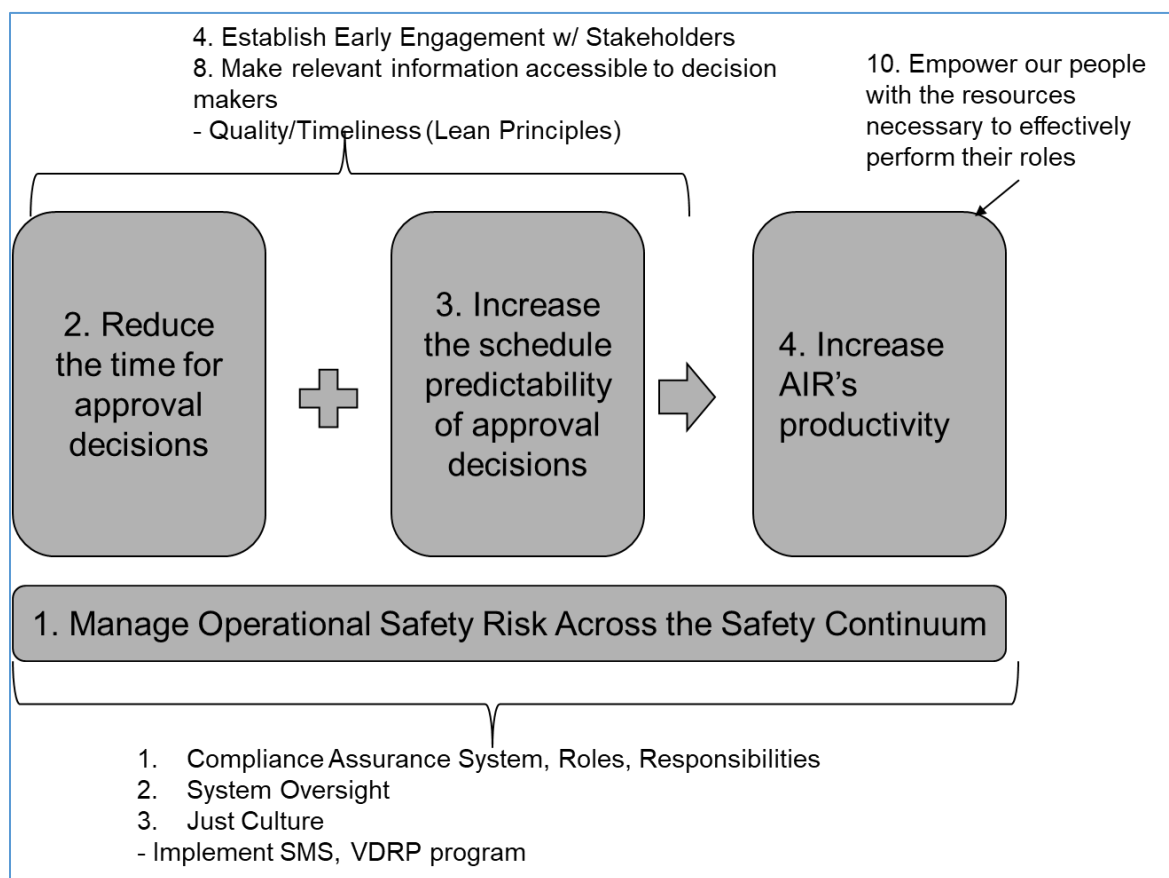 4. Establish Early Engagement w/ Stakeholders
8. Make relevant information accessible to decision
makers
- Quality/Timeliness (Lean Principles)
10. Empower our people
with the resources
necessary to effectively
perform their roles
2. Reduce
the time for
approval
decisions
3. Increase
the schedule
predictability
of approval
decisions
4. Increase
AIR's
productivity
1. Manage Operational Safety Risk Across the Safety Continuum
1. Compliance Assurance System, Roles, Responsibilities
2. System Oversight
3. Just Culture
- Implement SMS, VDRP program